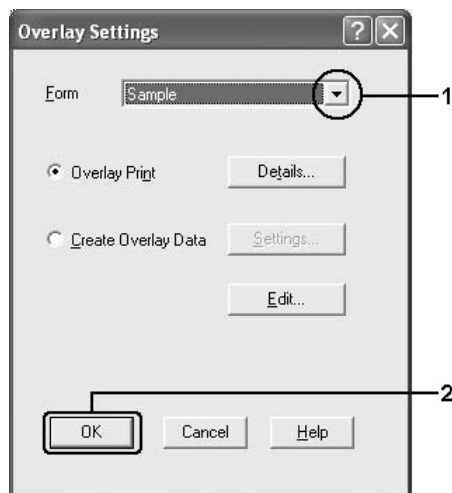 Overlay Settings
Form Sample 1
Overlay Print Details...
Create Overlay Data Settings...
Edit...
2
OK Cancel Help